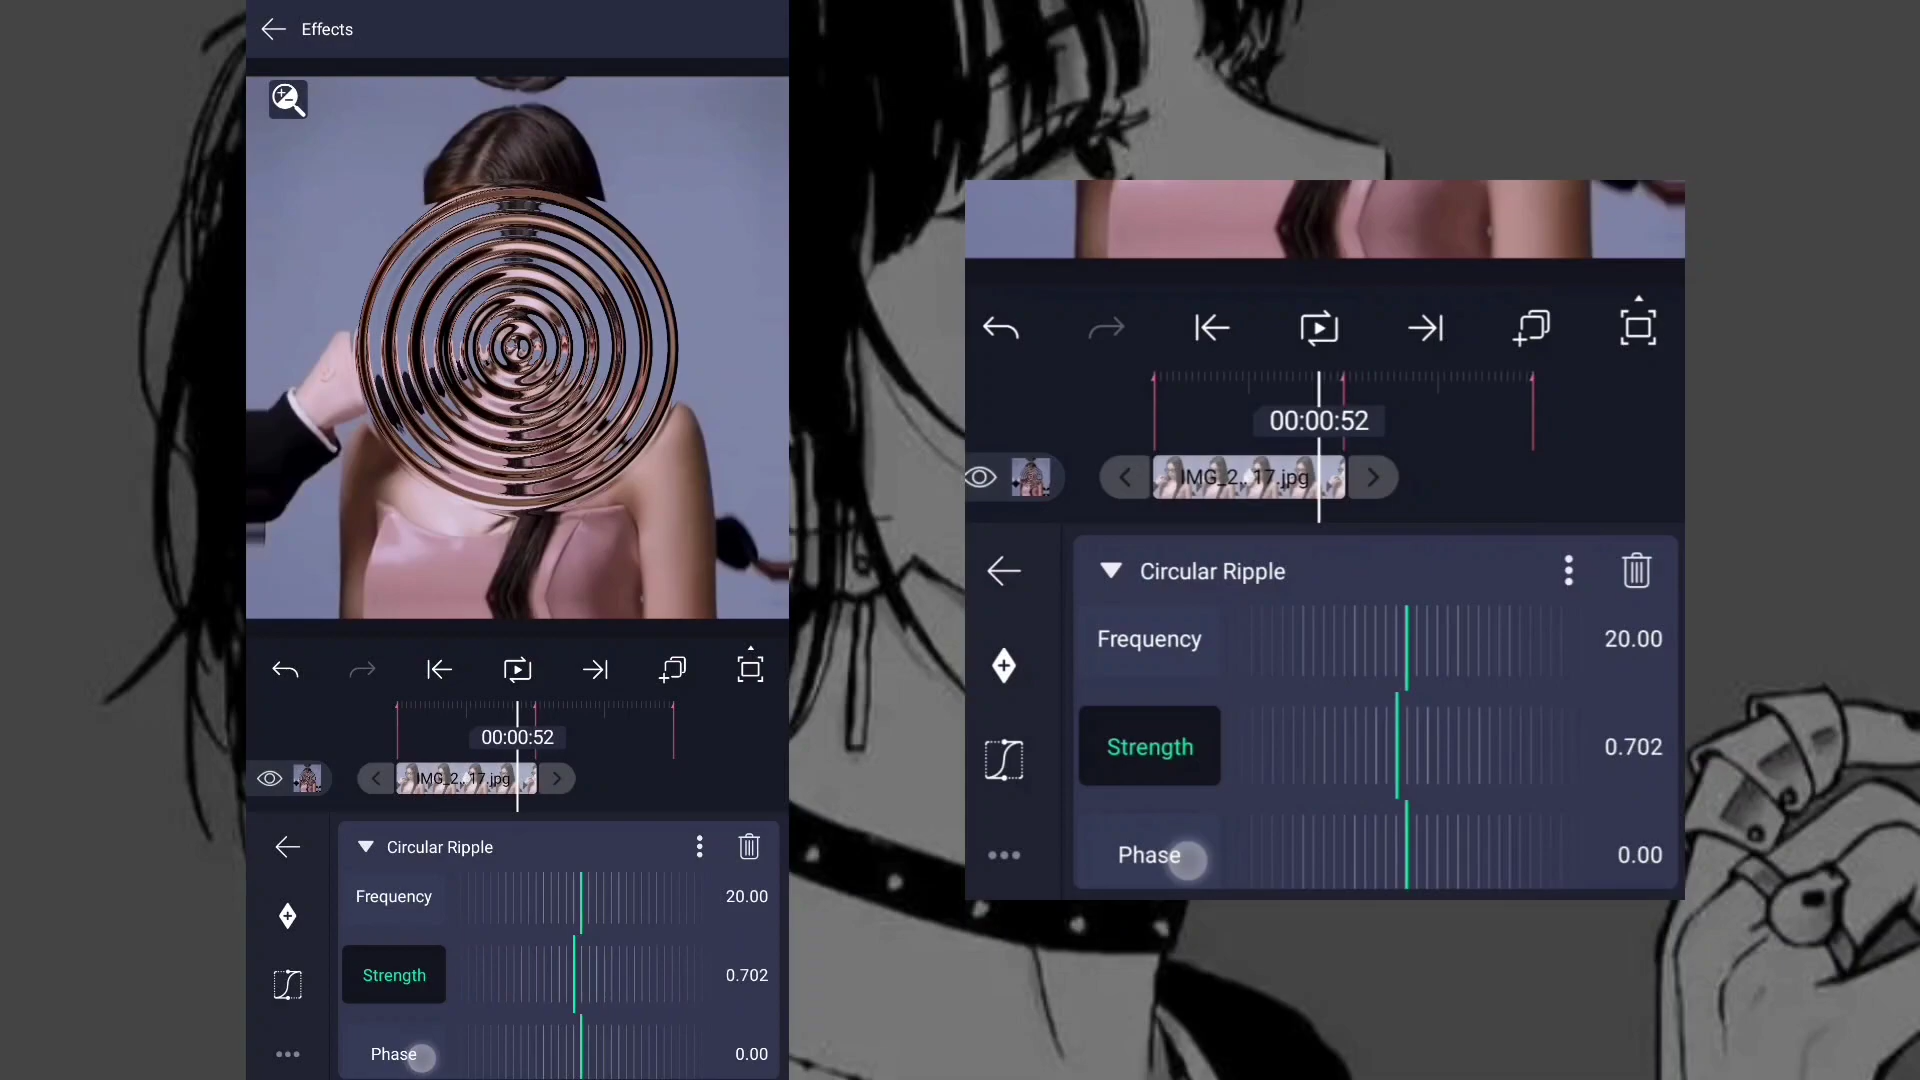 Effects
00:00:52
IMG_2.. 17.jpg
Circular Ripple
Frequency 20.00
Strength 0.702
Phase 0.00
00:00:52
IMG_2.. 17.jpg
Circular Ripple
Frequency 20.00
Strength 0.702
Phase 0.00